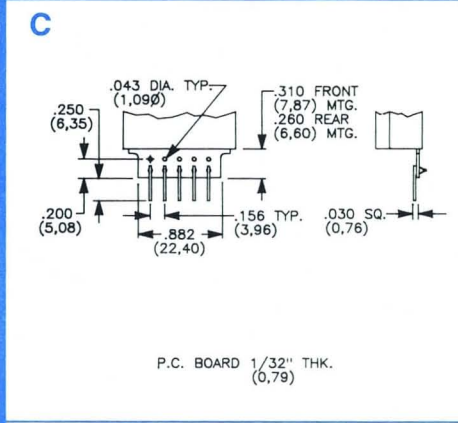 C
.043 DIA. TYP.
(1,09Ø)
.250
(6,35)
.310 FRONT
(7,87) MTG.
.260 REAR
(6,60) MTG.
.200
(5,08)
.156 TYP.
(3,96)
.030 SQ.
(0,76)
.882
(22,40)
P.C. BOARD 1/32" THK.
(0,79)